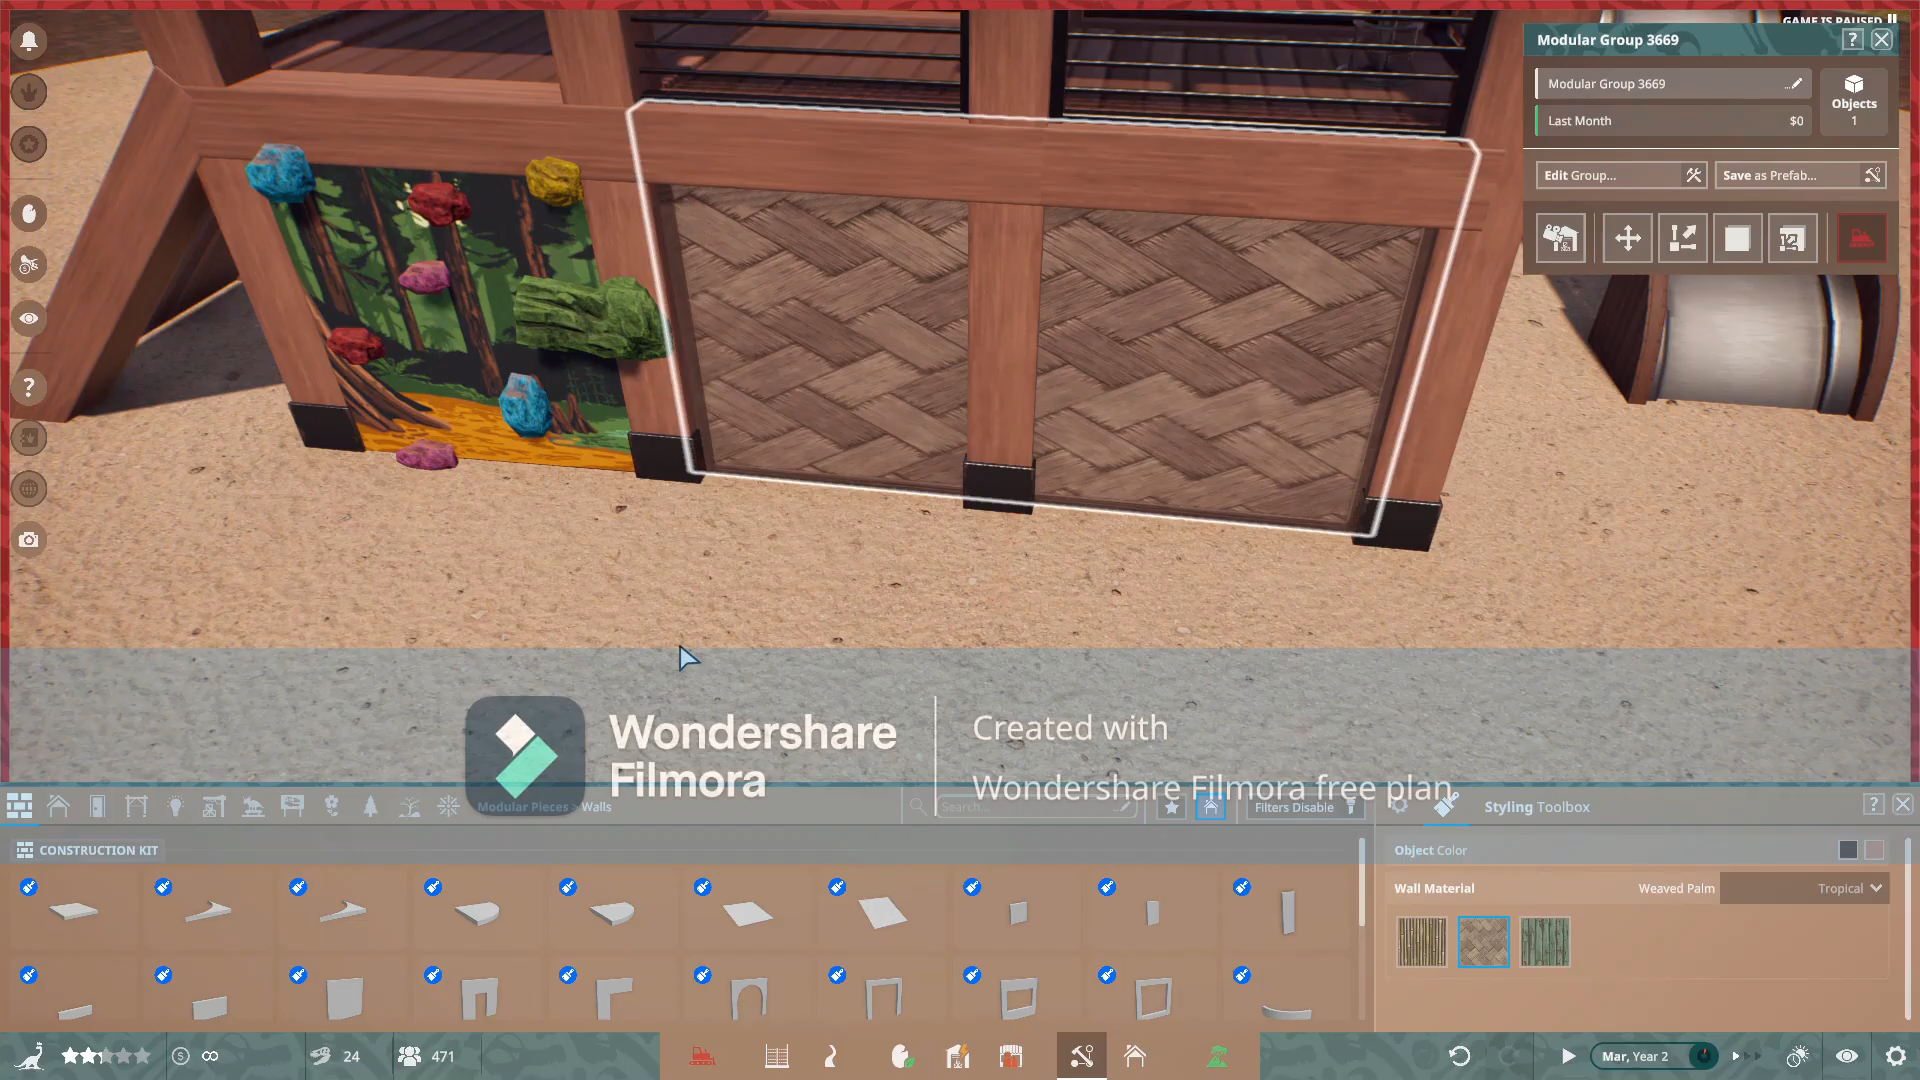 GAME IS PAUSED
Modular Group 3669
?
Modular Group 3669
Objects
1
Last Month $0
Edit Group...
Save as Prefab...
?
Wondershare
Filmora
Created with
Wondershare Filmora free plan
Modular Pieces > Walls
Search...
Filters Disable
Styling Toolbox
?
CONSTRUCTION KIT
Object Color
Wall Material
Weaved Palm
Tropical
24
471
Mar, Year 2